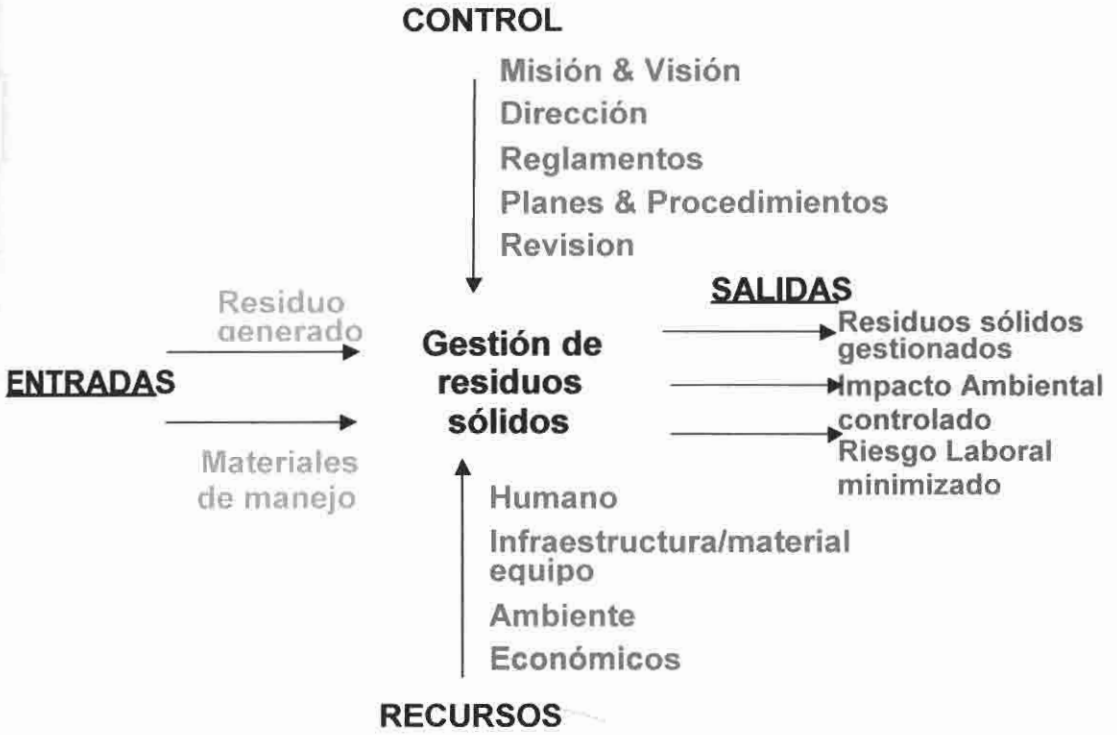 CONTROL
Misión & Visión
Dirección
Reglamentos
Planes & Procedimientos
Revision
SALIDAS
Residuo
generado
Residuos sólidos
gestionados
Gestión de
residuos
sólidos
ENTRADAS
Impacto Ambiental
controlado
Riesgo Laboral
minimizado
Materiales
de manejo
Humano
Infraestructura/material
equipo
Ambiente
Económicos
RECURSOS